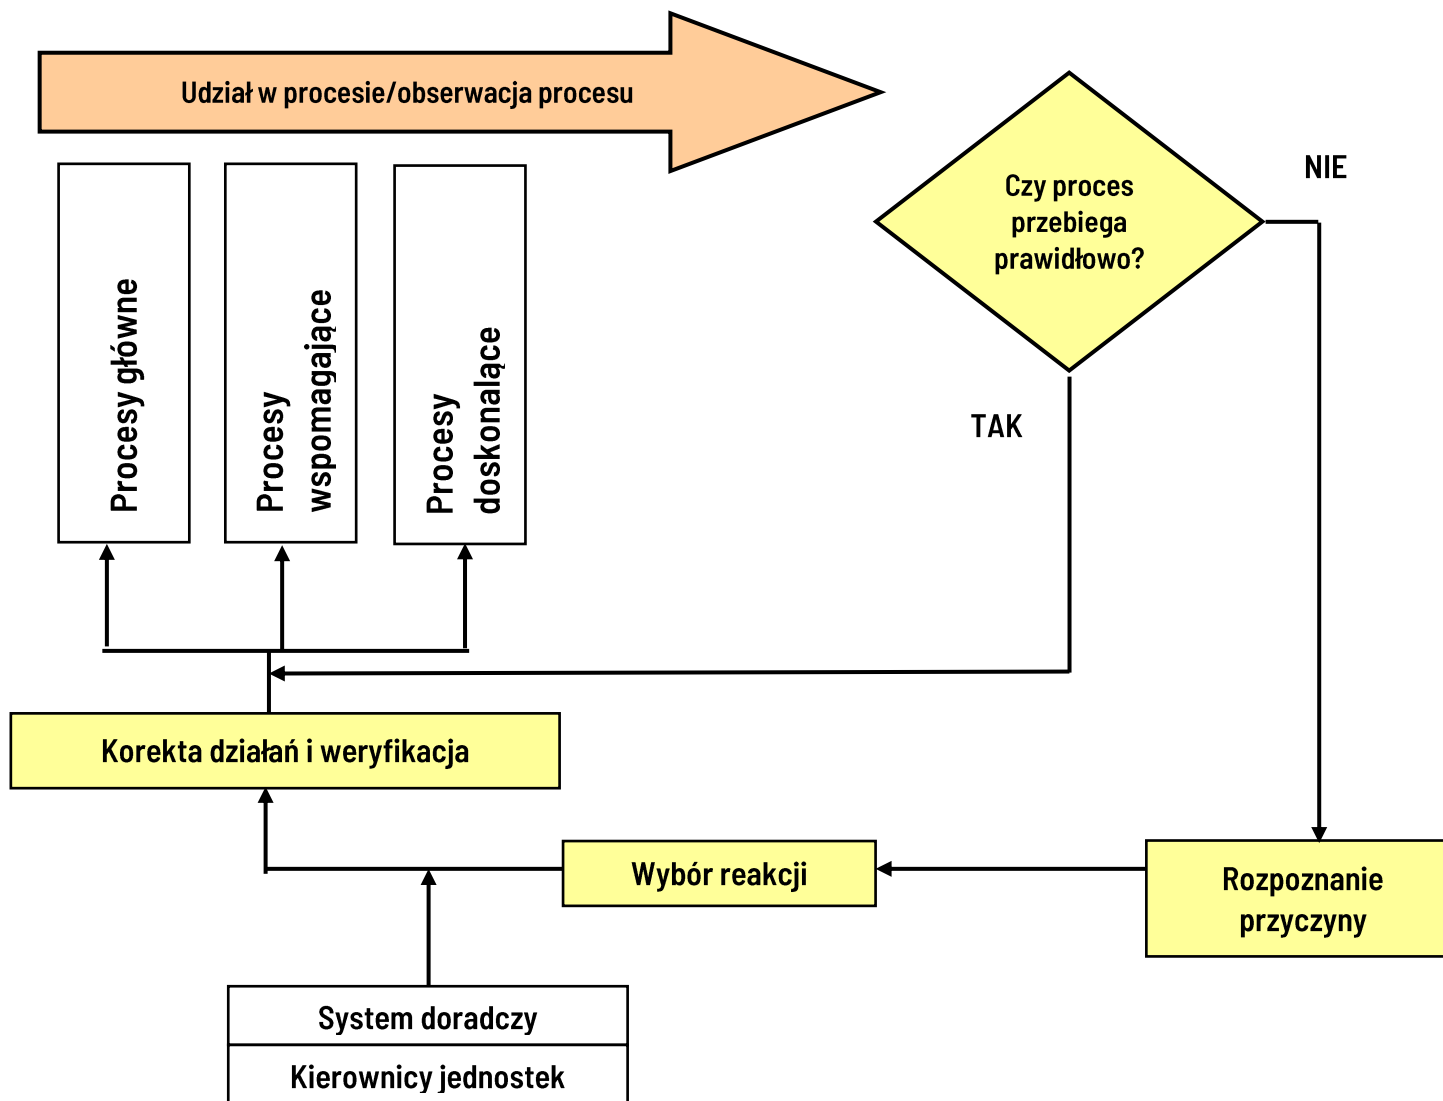 Udział w procesie/obserwacja procesu
Czy proces
przebiega
prawidłowo?
NIE
TAK
Procesy główne
Procesy
wspomagające
Procesy
doskonalące
Korekta działań i weryfikacja
Wybór reakcji
Rozpoznanie
przyczyny
System doradczy
Kierownicy jednostek